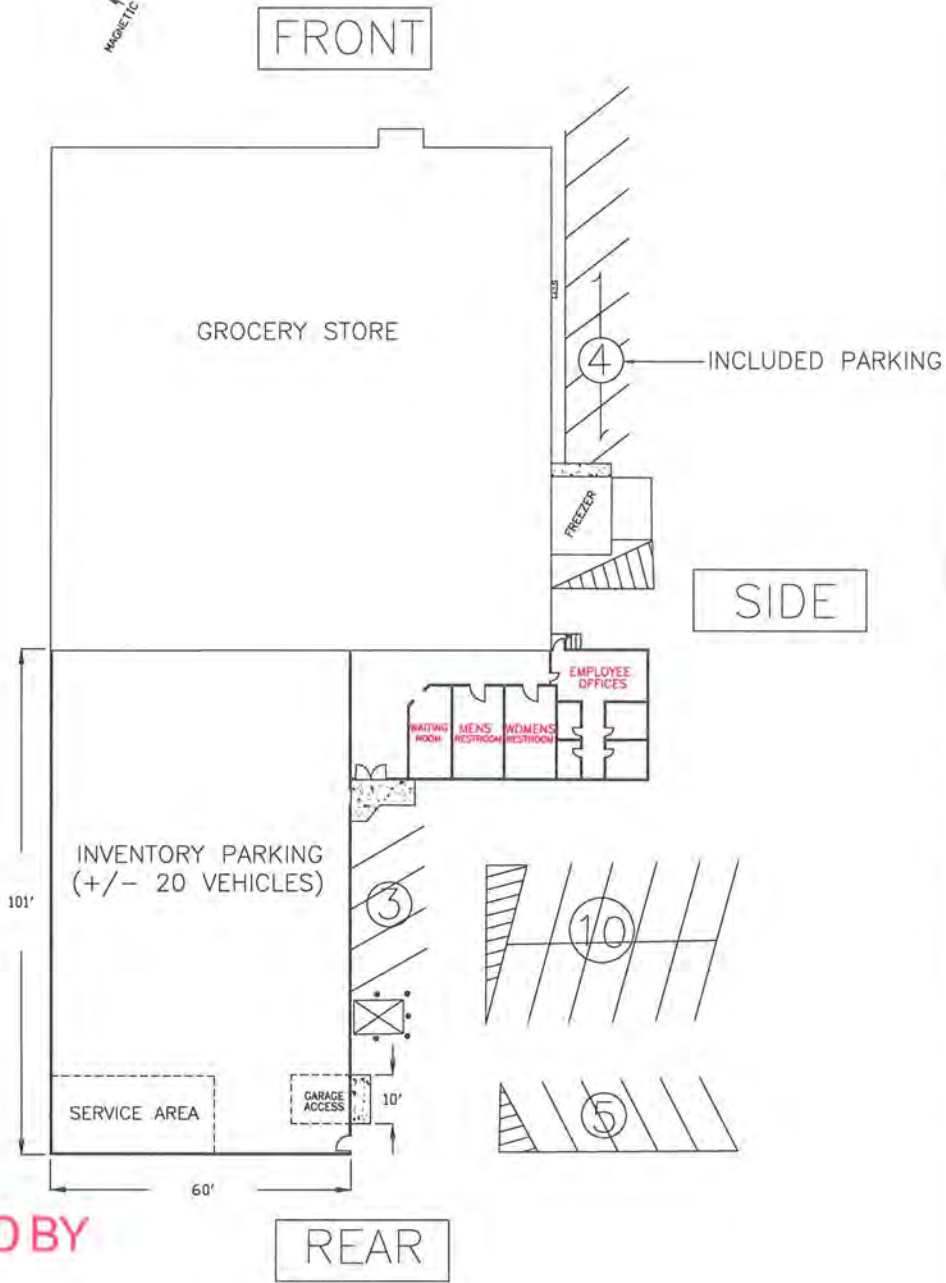 MAGNETIC
FRONT
GROCERY STORE
4
INCLUDED PARKING
FREEZER
SIDE
EMPLOYEE
OFFICES
WAITING
ROOM
MENS
RESTROOM
WOMENS
RESTROOM
INVENTORY PARKING
(+/- 20 VEHICLES)
101'
3
10
SERVICE AREA
GARAGE
ACCESS
10'
5
60'
D BY
REAR